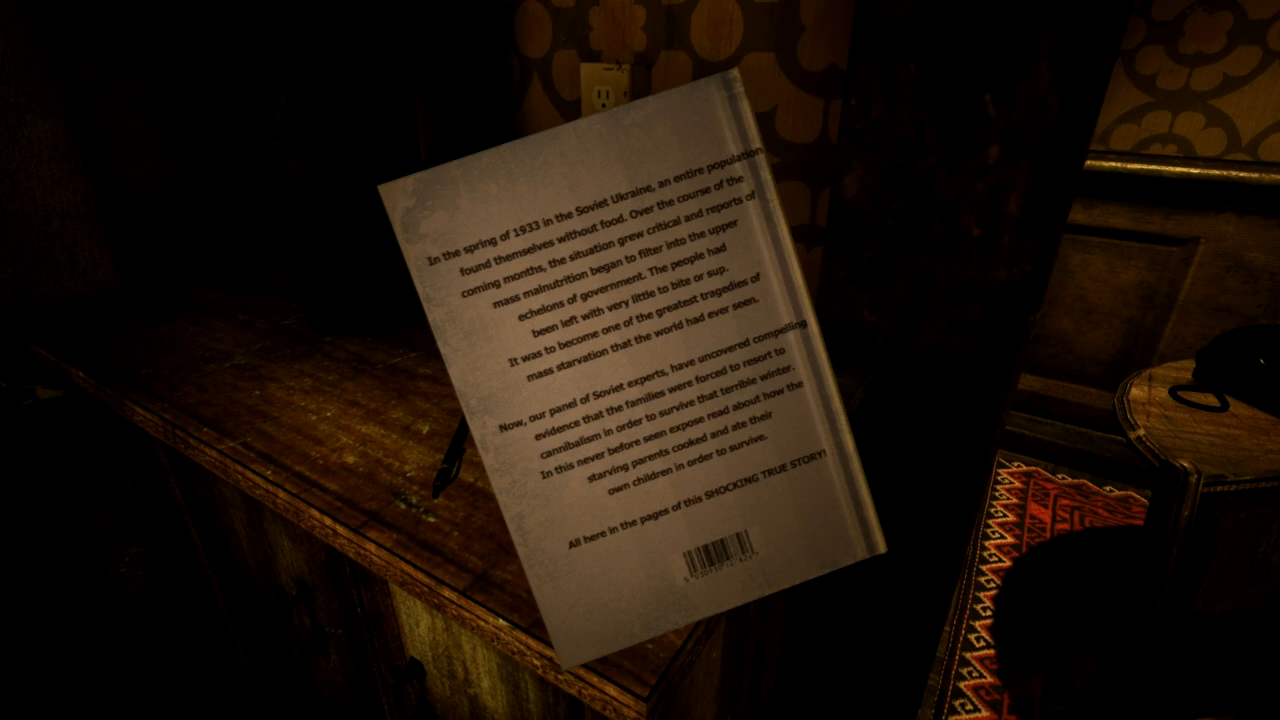 In the spring of 1933 in the Soviet Ukraine, an entire population
found themselves without food. Over the course of the
coming months, the situation grew critical and reports of
mass malnutrition began to filter into the upper
echelons of government. The people had
been left with very little to bite or sup.
It was to become one of the greatest tragedies of
mass starvation that the world had ever seen.
Now, our panel of Soviet experts, have uncovered compelling
evidence that the families were forced to resort to
cannibalism in order to survive that terrible winter.
In this never before seen expose read about how the
starving parents cooked and ate their
own children in order to survive.
All here in the pages of this SHOCKING TRUE STORY!